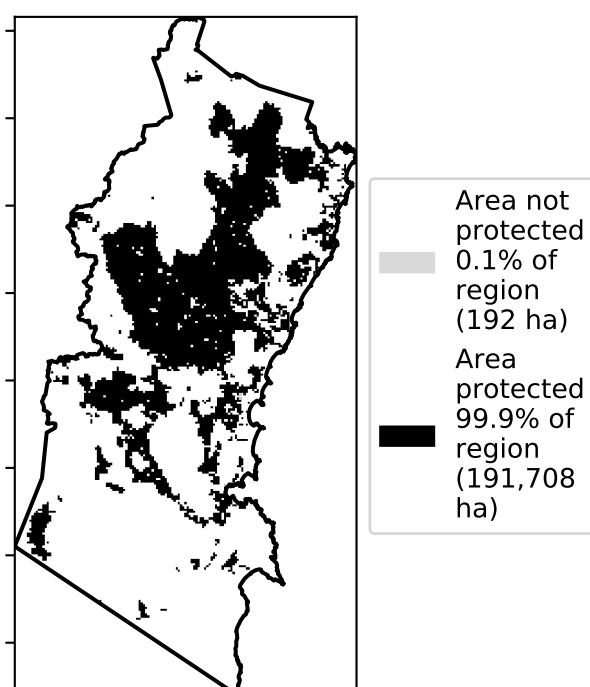 Area not
protected
0.1% of
region
(192 ha)
Area
protected
99.9% of
region
(191,708
ha)